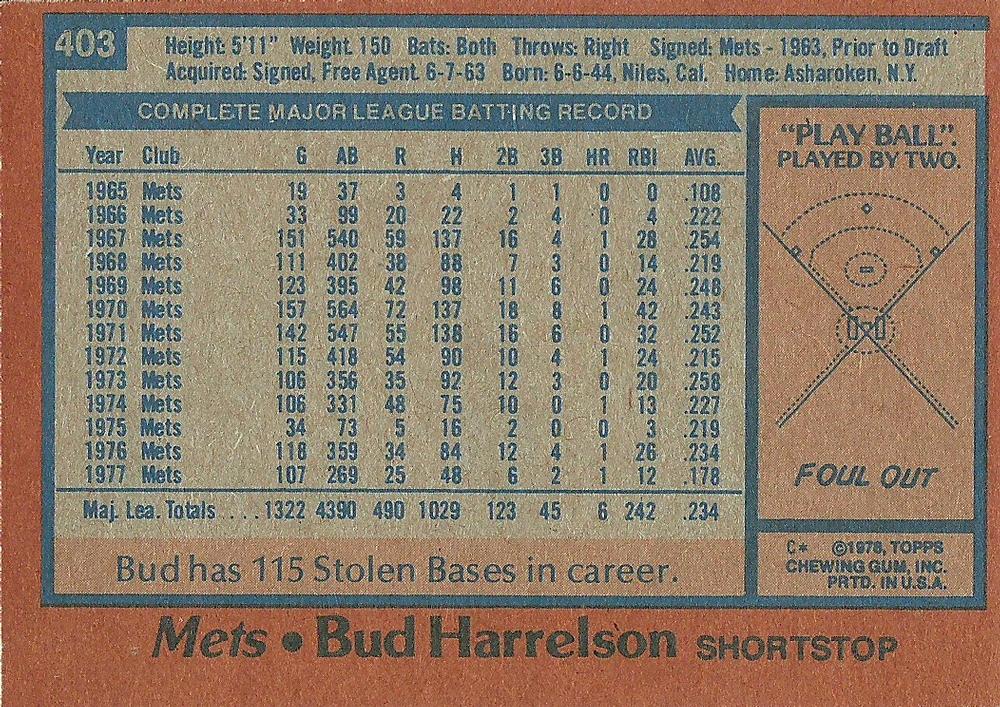 403
Height: 5'11" Weight: 150 Bats: Both Throws: Right Signed: Mets - 1963, Prior to Draft
Acquired: Signed, Free Agent. 6-7-63 Born: 6-6-44, Niles, Cal. Home: Asharoken, N.Y.
COMPLETE MAJOR LEAGUE BATTING RECORD
Year Club G AB R H 2B 3B HR RBI AVG.
1965 Mets 19 37 3 4 1 1 0 0 .108
1966 Mets 33 99 20 22 2 4 0 4 .222
1967 Mets 151 540 59 137 16 4 1 28 .254
1968 Mets 111 402 38 88 7 3 0 14 .219
1969 Mets 123 395 42 98 11 6 0 24 .248
1970 Mets 157 564 72 137 18 8 1 42 .243
1971 Mets 142 547 55 138 16 6 0 32 .252
1972 Mets 115 418 54 90 10 4 1 24 .215
1973 Mets 106 356 35 92 12 3 0 20 .258
1974 Mets 106 331 48 75 10 0 1 13 .227
1975 Mets 34 73 5 16 2 0 0 3 .219
1976 Mets 118 359 34 84 12 4 1 26 .234
1977 Mets 107 269 25 48 6 2 1 12 .178
Maj. Lea. Totals ....1322 4390 490 1029 123 45 6 242 .234
Bud has 115 Stolen Bases in career.
"PLAY BALL".
PLAYED BY TWO.
FOUL OUT
C* ©1978, TOPPS
CHEWING GUM, INC.
PRTD. IN U.S.A.
Mets • Bud Harrelson SHORTSTOP